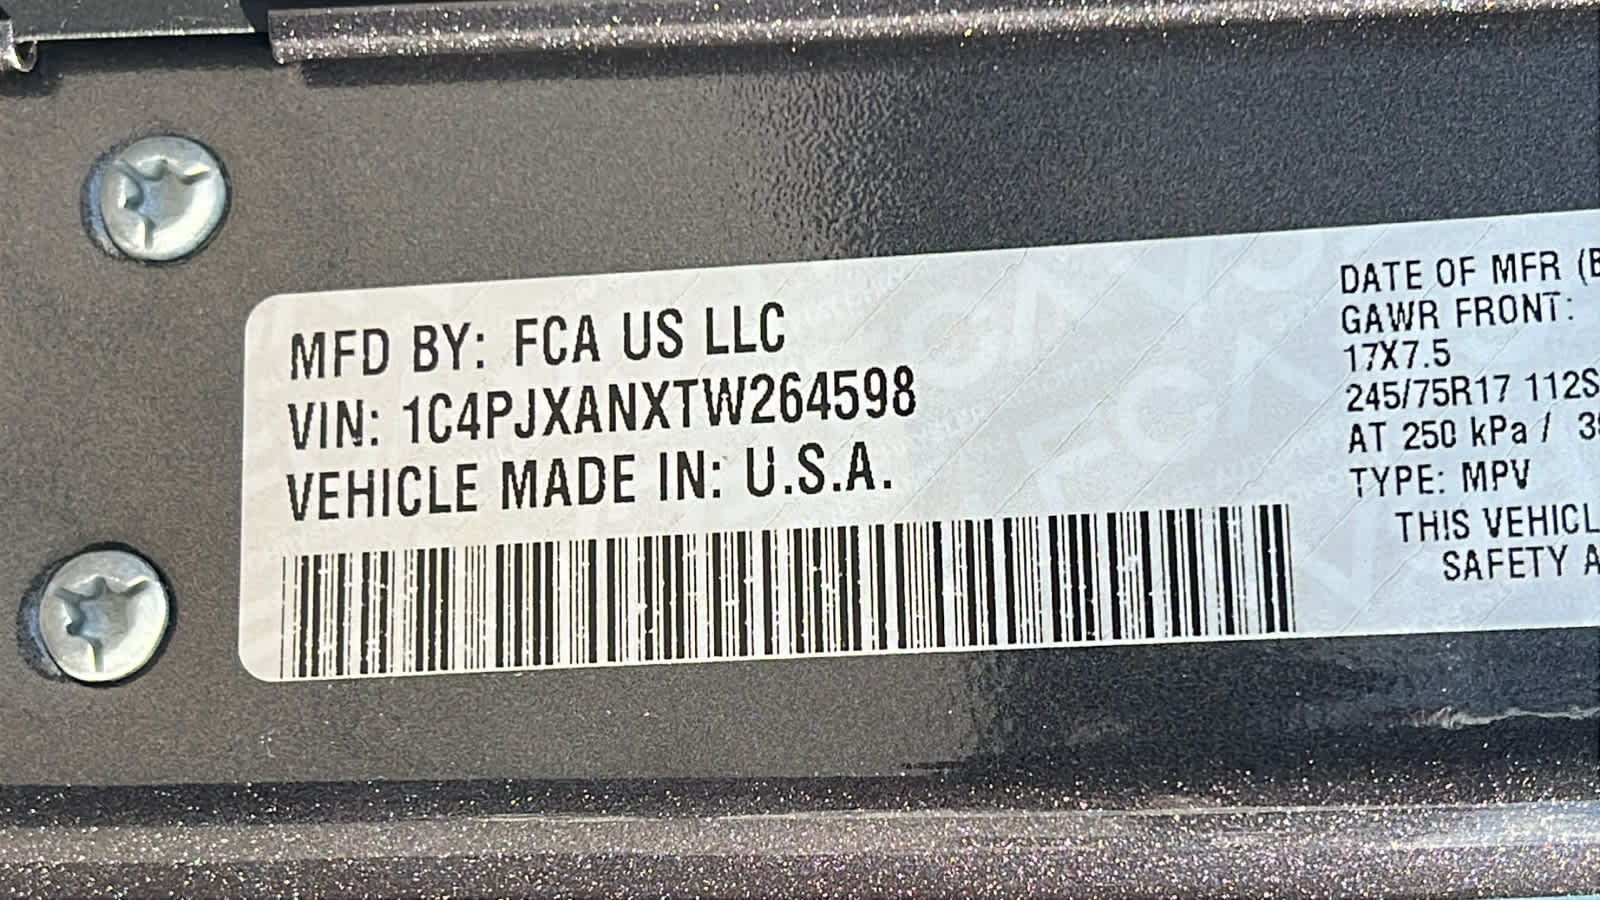 MFD BY: FCA US LLC
VIN: 1C4PJXANXTW264598
VEHICLE MADE IN: U.S.A.
DATE OF MFR
GAWR FRONT:
17X7.5
245/75R17 112S
AT 250 kPa /
TYPE: MPV
THIS
SAFETY